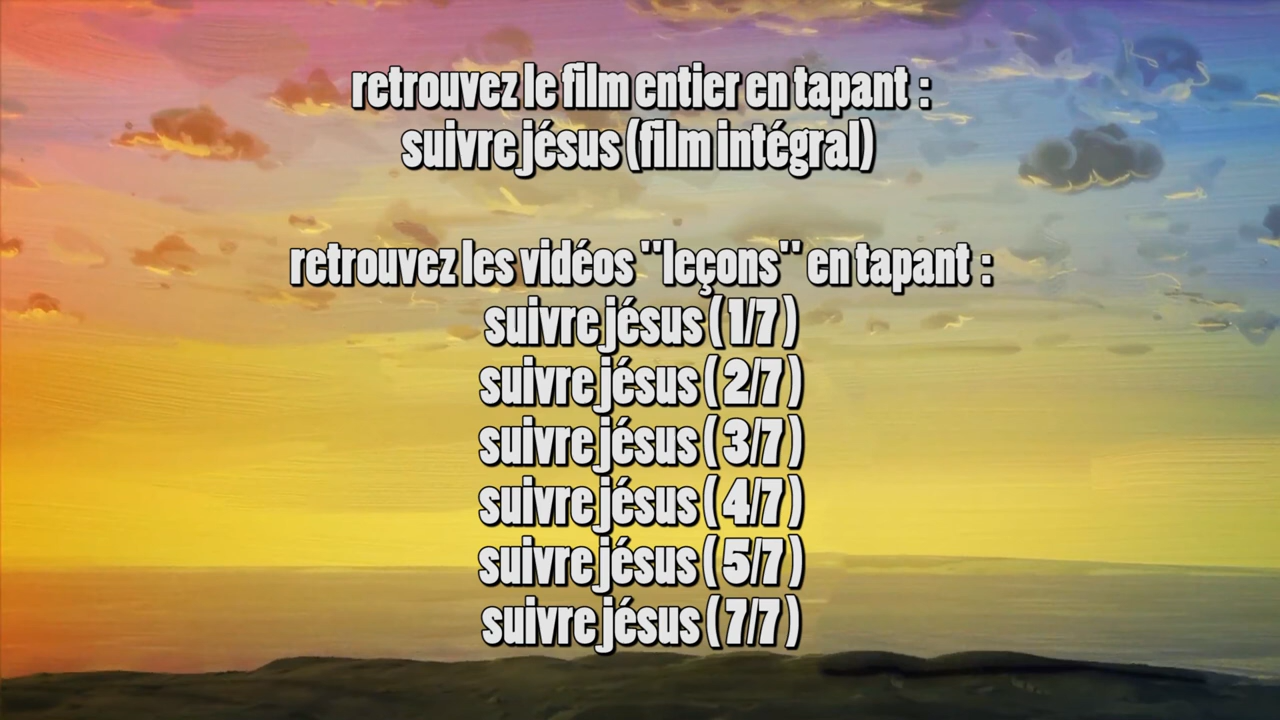 retrouvez le film entier en tapant :
suivre jésus (film intégral)
retrouvez les vidéos "leçons" en tapant :
suivre jésus ( 1/7 )
suivre jésus ( 2/7 )
suivre jésus ( 3/7 )
suivre jésus ( 4/7 )
suivre jésus ( 5/7 )
suivre jésus ( 7/7 )